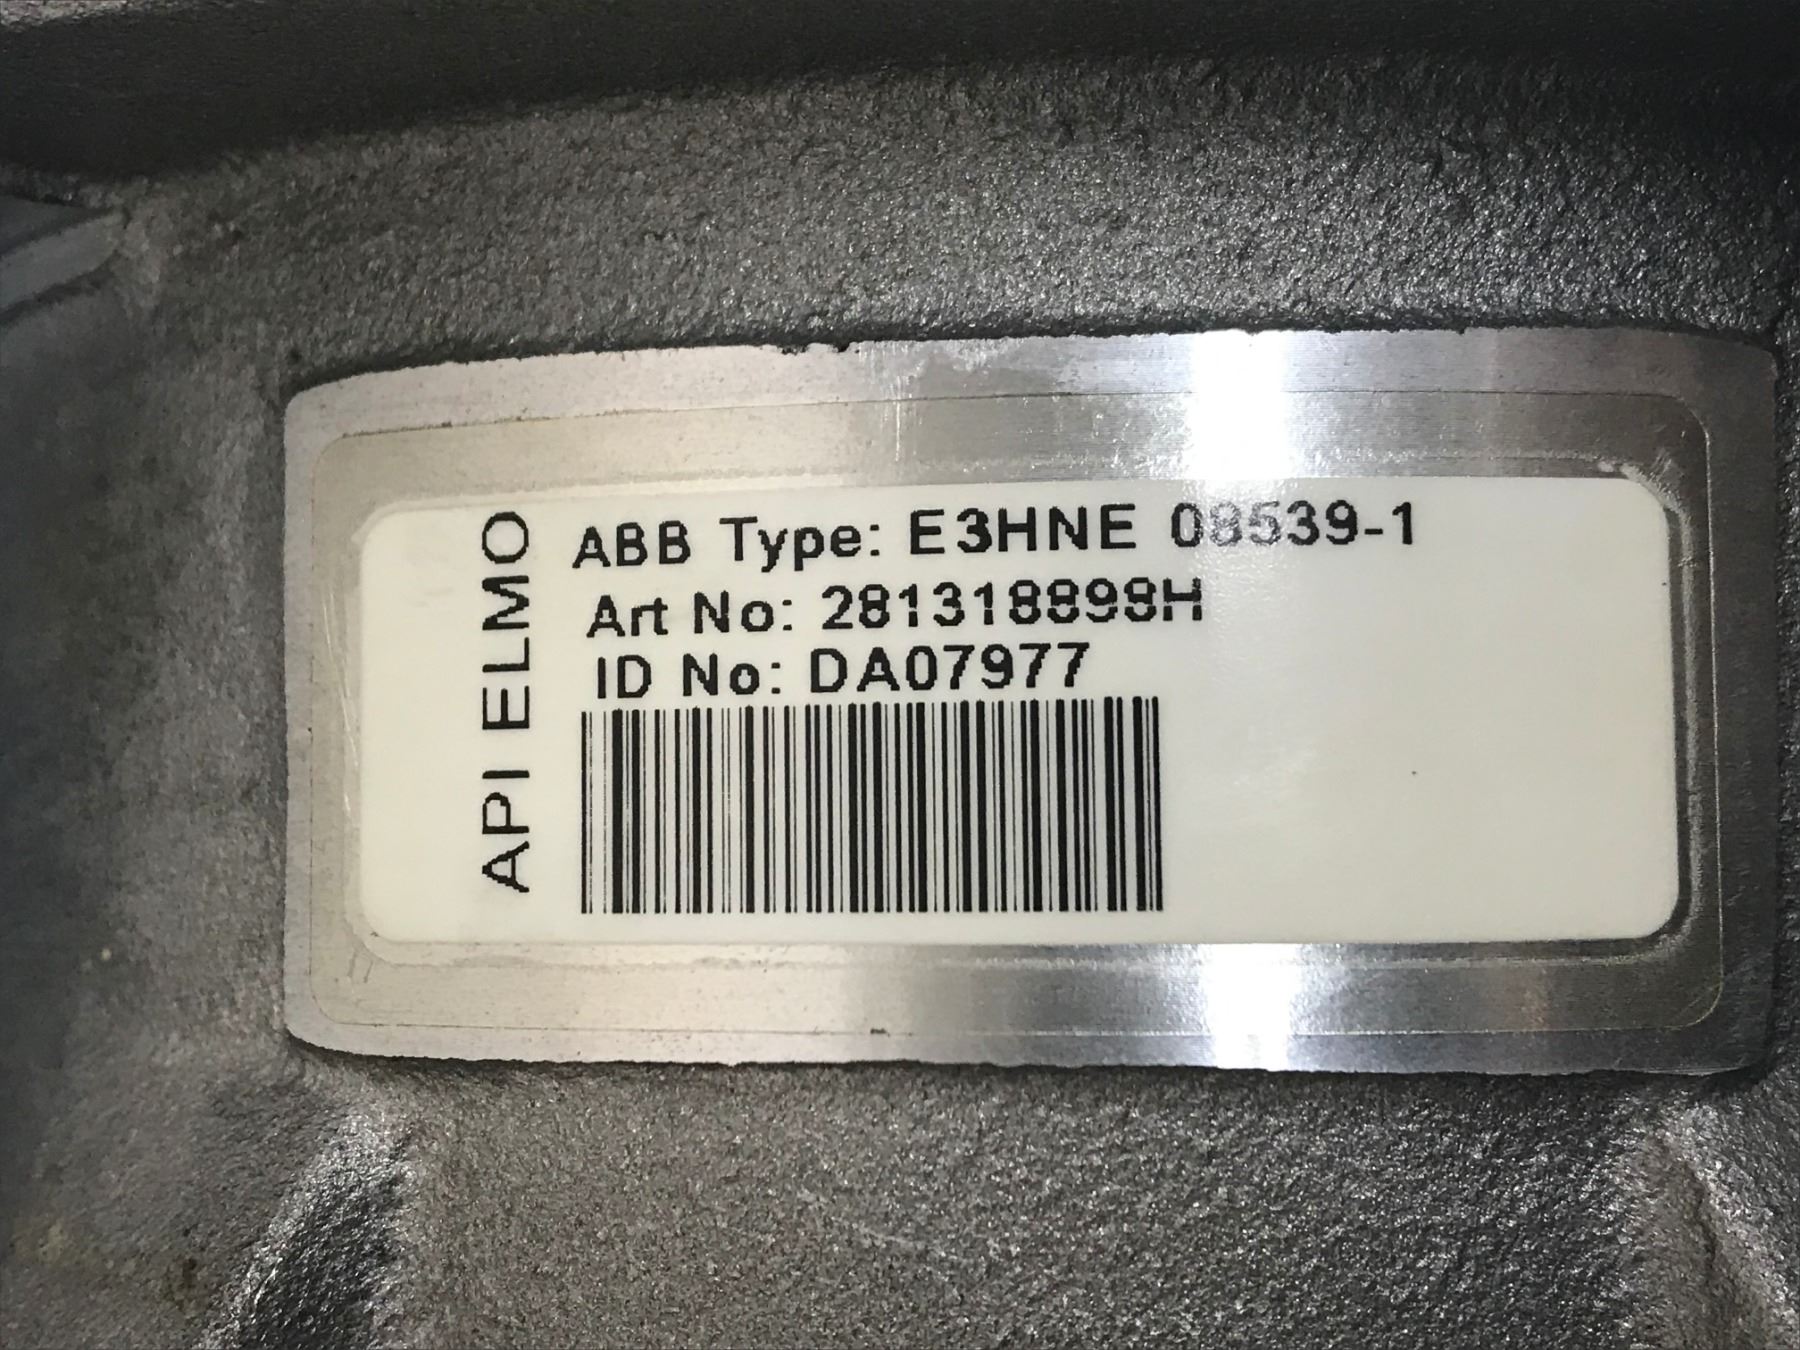 API ELMO
ABB Type: E3HNE 08539-1
Art No: 281318898H
ID No: DA07977